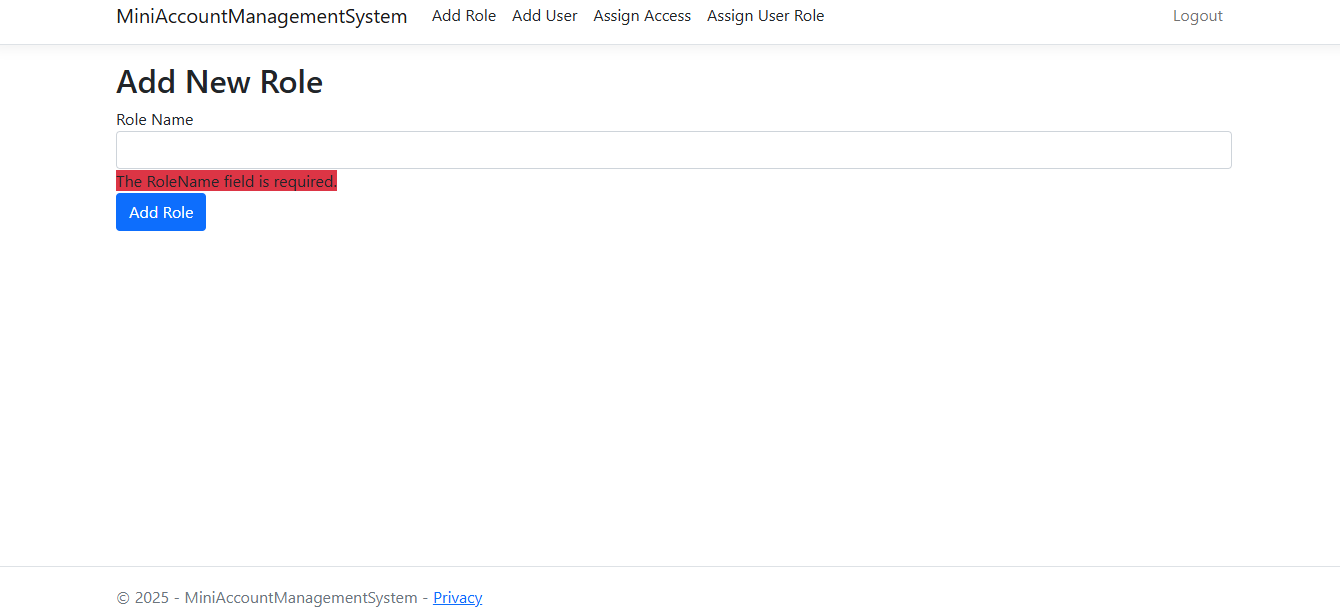 MiniAccountManagementSystem Add Role Add User Assign Access Assign User Role Logout
Add New Role
Role Name
The RoleName field is required.
Add Role
© 2025 - MiniAccountManagementSystem - Privacy